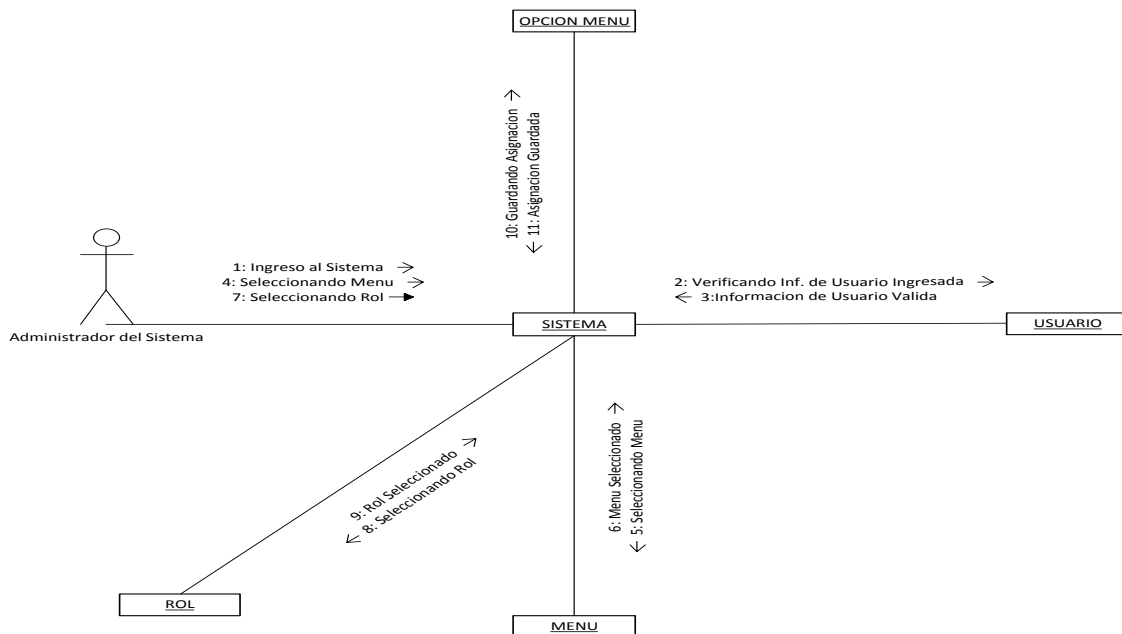 OPCION MENU
10: Guardando Asignacion
11: Asignacion Guardada
1: Ingreso al Sistema
4: Seleccionando Menu
7: Seleccionando Rol
2: Verificando Inf. de Usuario Ingresada
3:Informacion de Usuario Valida
Administrador del Sistema
SISTEMA
USUARIO
9: Rol Seleccionado
8: Seleccionando Rol
6: Menu Seleccionado
5: Seleccionando Menu
ROL
MENU